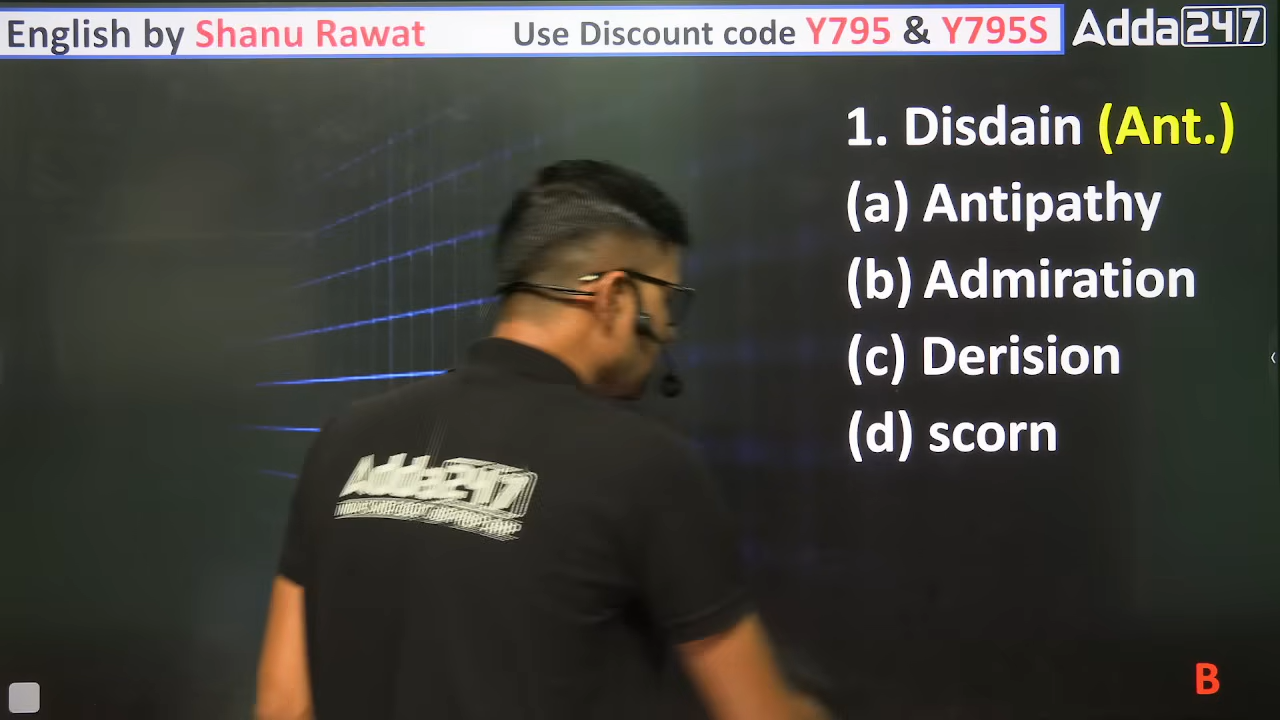 English by Shanu Rawat Use Discount code Y795 & Y795S Adda247
1. Disdain (Ant.)
(a) Antipathy
(b) Admiration
(c) Derision
(d) scorn
Adda247
B